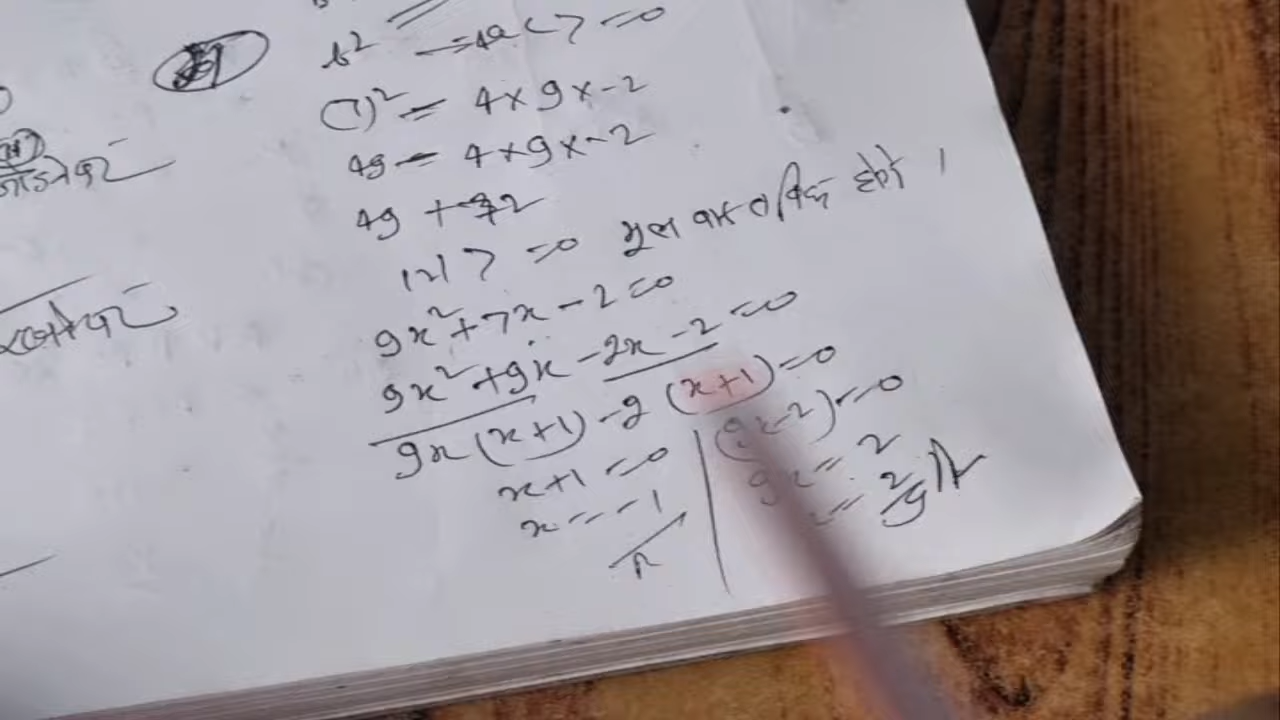 b² - 4ac > = 0
(7)² - 4×9×-2
49 - 4×9×-2
49 + 72
121 > = 0 मूल वास्तविक होंगे ।
9x² + 7x - 2 = 0
9x² + 9x - 2x - 2 = 0
9x (x+1) - 2 (x+1) = 0
x+1 = 0 | (9x-2) = 0
x = -1 | 9x = 2
x = 2/9